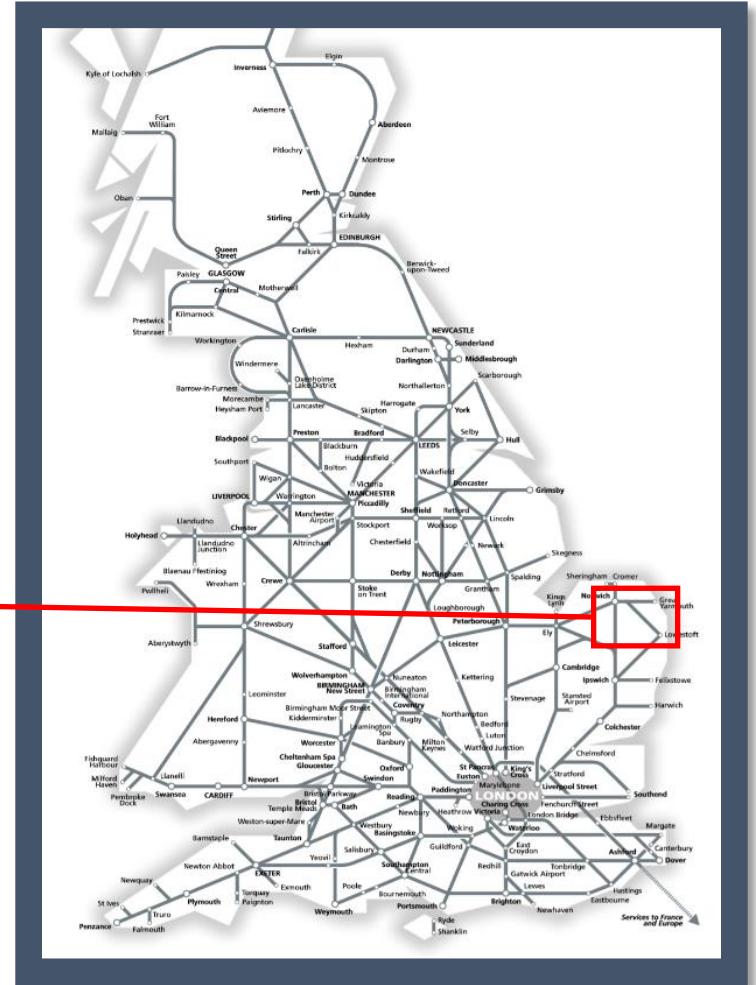 Elgin
Inverness
Kyle of Lochalsh
Aviemore
Fort
William
Mallaig
Aberdeen
Pitlochry
Montrose
Perth
Dundee
Oban
Stirling
Kirkcaldy
EDINBURGH
Queen
Street
Falkirk
Berwick-
upon-Tweed
Paisley
GLASGOW
Central
Motherwell
Prestwick
Kilmarnock
Stranraer
Carlisle
NEWCASTLE
Workington
Hexham
Sunderland
Durham
Darlington
Middlesbrough
Windermere
Scarborough
Oxenholme
Lake District
Barrow-in-Furness
Northallerton
Morecambe
Heysham Port
Lancaster
Harrogate
York
Skipton
Blackpool
Preston
Bradford
LEEDS
Selby
Hull
Blackburn
Southport
Huddersfield
Bolton
Wakefield
Wigan
Victoria
Doncaster
Grimsby
LIVERPOOL
Warrington
MANCHESTER
Piccadilly
Sheffield
Retford
Manchester
Airport
Stockport
Worksop
Lincoln
Llandudno
Chester
Holyhead
Llandudno
Junction
Altrincham
Chesterfield
Newark
Skegness
Blaenau Ffestiniog
Wrexham
Crewe
Stoke
on Trent
Derby
Nottingham
Grantham
Spalding
Sheringham
Cromer
Pwllheli
Loughborough
Kings
Lynn
Norwich
Great
Yarmouth
Peterborough
Aberystwyth
Shrewsbury
Ely
Lowestoft
Stafford
Leicester
Wolverhampton
Nuneaton
Kettering
Cambridge
BIRMINGHAM
New Street
Birmingham
International
Ipswich
Felixstowe
Leominster
Coventry
Stevenage
Stansted
Airport
Birmingham Moor Street
Kidderminster
Rugby
Northampton
Harwich
Hereford
Leamington
Spa
Bedford
Colchester
Abergavenny
Worcester
Banbury
Milton
Keynes
Luton
Watford Junction
Chelmsford
Cheltenham Spa
Gloucester
Oxford
St Pancras
King's
Cross
Stratford
Fishguard
Harbour
Llanelli
Newport
Swindon
Euston
Marylebone
Liverpool Street
Milford
Haven
Pembroke
Dock
Swansea
CARDIFF
Bristol Parkway
Reading
Paddington
LONDON
Southend
Bristol
Temple Meads
Bath
Newbury
Heathrow
Charing Cross
Victoria
Fenchurch Street
London Bridge
Ebbsfleet
Weston-super-Mare
Westbury
Basingstoke
Woking
Waterloo
Margate
Barnstaple
Taunton
Salisbury
Guildford
East
Croydon
Canterbury
Yeovil
Ashford
Dover
Newton Abbot
EXETER
Southampton
Central
Redhill
Tonbridge
Gatwick Airport
Newquay
Exmouth
Poole
Bournemouth
Lewes
Hastings
Eastbourne
St Ives
Plymouth
Torquay
Paignton
Weymouth
Portsmouth
Brighton
Newhaven
Truro
Penzance
Falmouth
Ryde
Shanklin
Services to France
and Europe